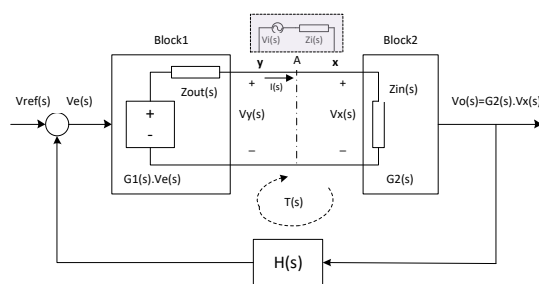 Block1
Vi(s) Zi(s)
Block2
y A x
I(s)
Zout(s)
Zin(s)
Vref(s) Ve(s)
+ + +
Vy(s) Vx(s)
Vo(s)=G2(s).Vx(s)
-
_ _
G1(s).Ve(s)
G2(s)
T(s)
H(s)